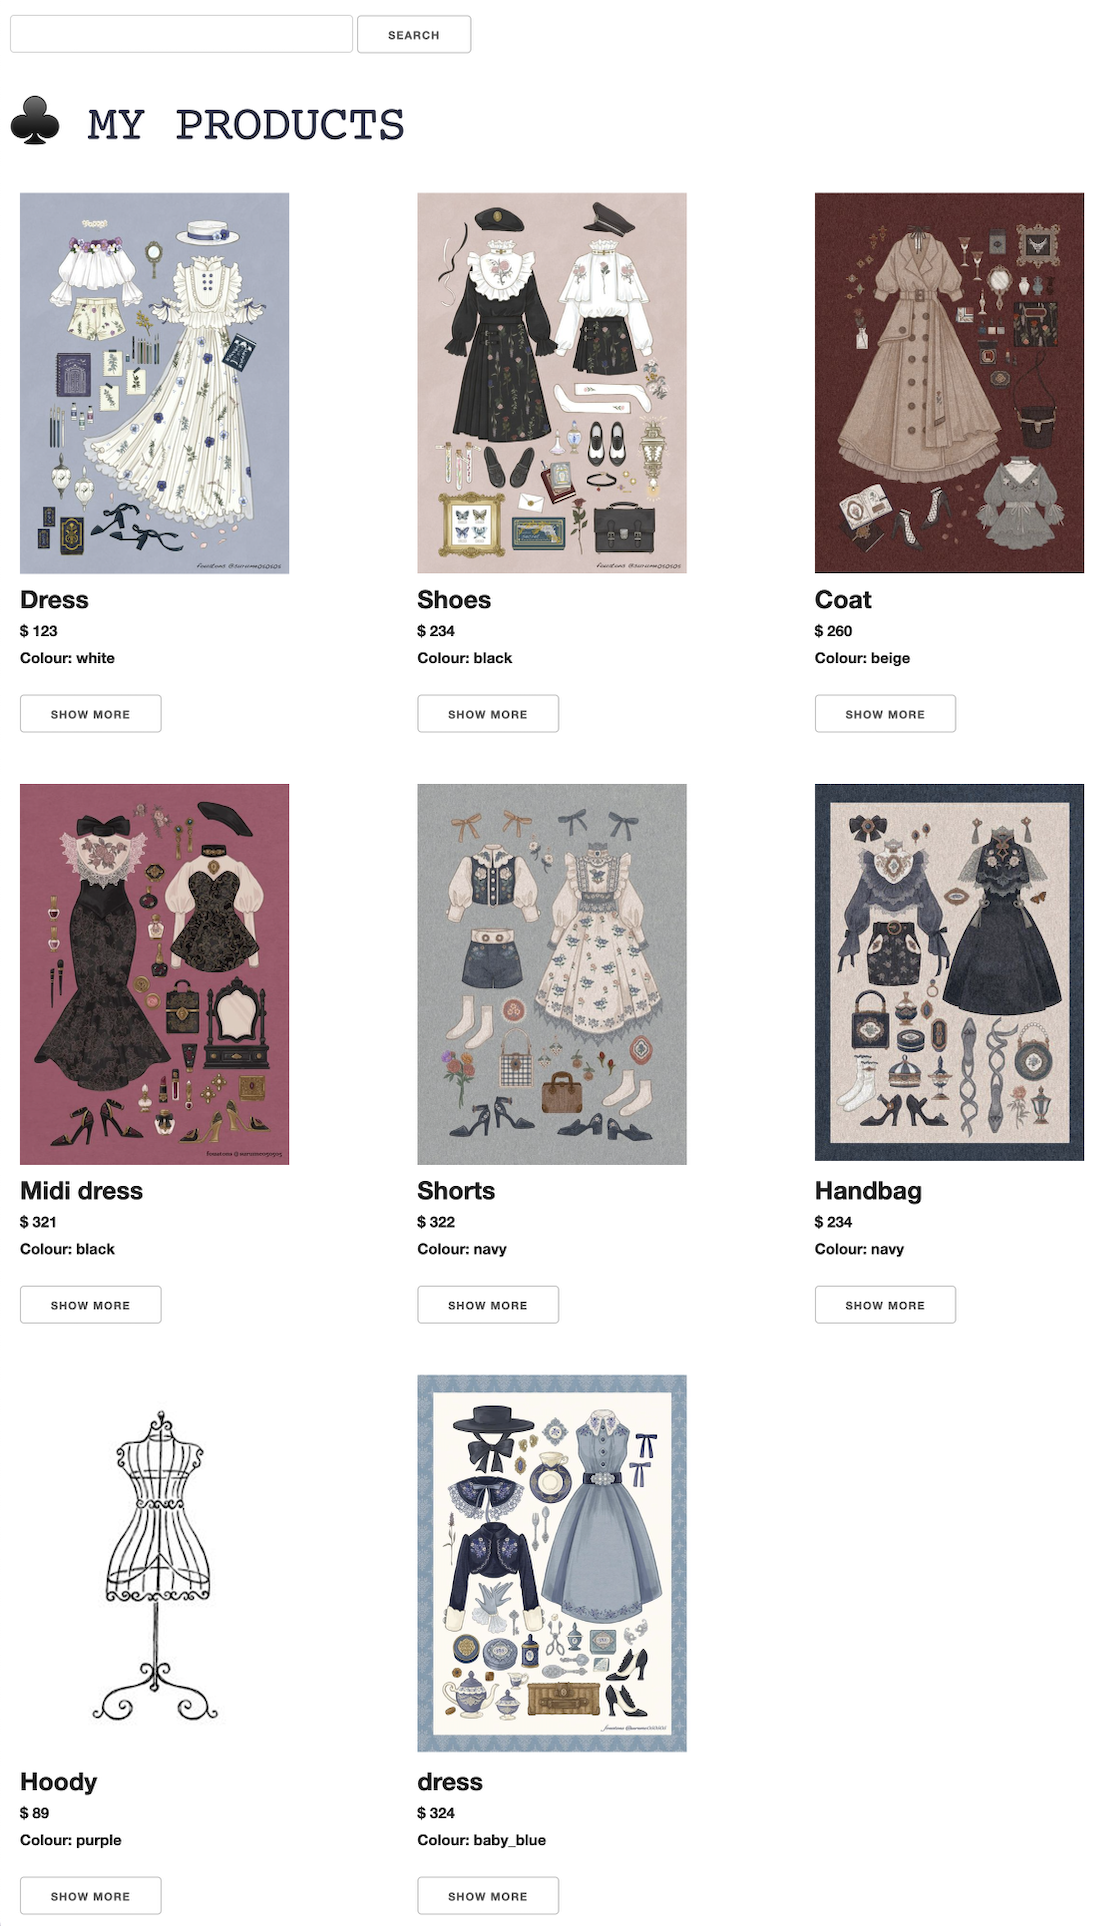 SEARCH
♣ MY PRODUCTS
Dress
$ 123
Colour: white
SHOW MORE
Shoes
$ 234
Colour: black
SHOW MORE
Coat
$ 260
Colour: beige
SHOW MORE
Midi dress
$ 321
Colour: black
SHOW MORE
Shorts
$ 322
Colour: navy
SHOW MORE
Handbag
$ 234
Colour: navy
SHOW MORE
Hoody
$ 89
Colour: purple
SHOW MORE
dress
$ 324
Colour: baby_blue
SHOW MORE